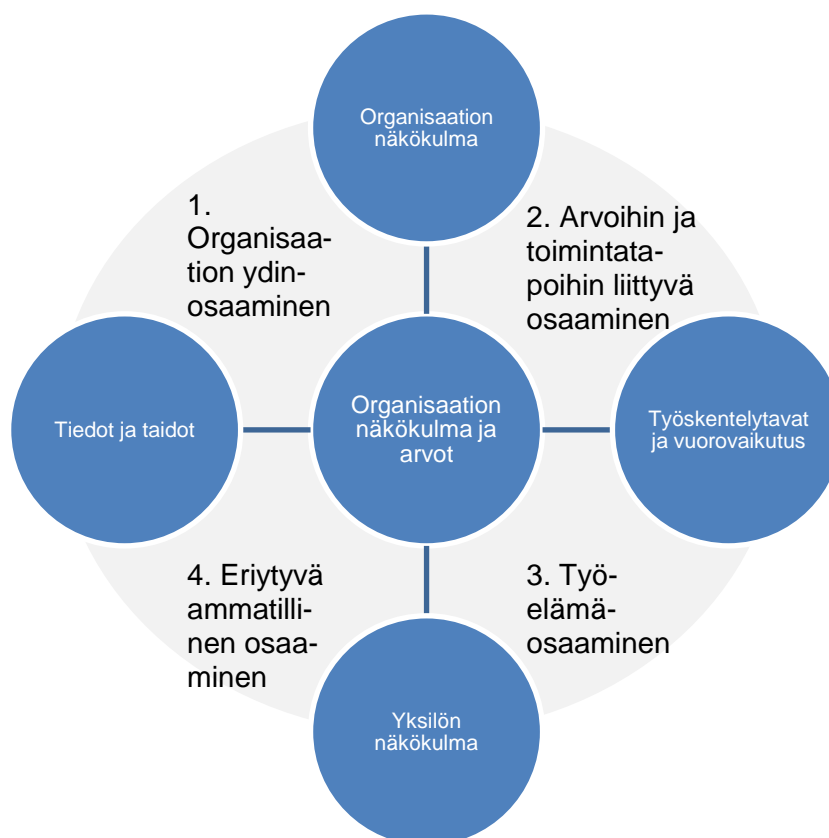 Organisaation
näkökulma
1.
Organisaa-
tion ydin-
osaaminen
2. Arvoihin ja
toimintata-
poihin liittyvä
osaaminen
Tiedot ja taidot
Organisaation
näkökulma ja
arvot
Työskentelytavat
ja vuorovaikutus
4. Eriytyvä
ammatilli-
nen osaa-
minen
3. Työ-
elämä-
osaaminen
Yksilön
näkökulma